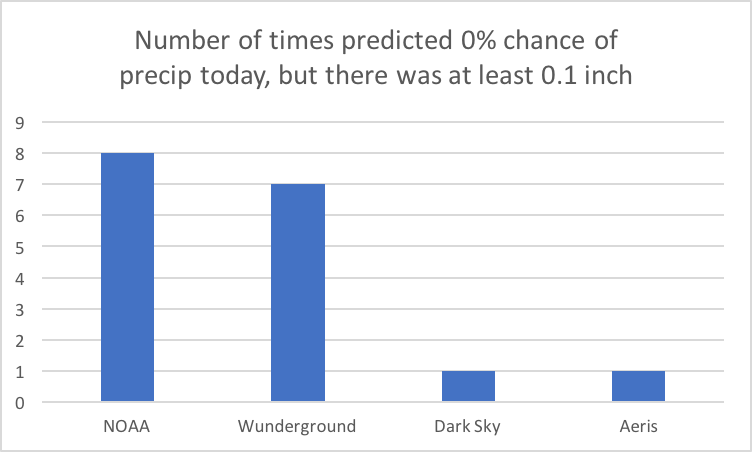 Number of times predicted 0% chance of
precip today, but there was at least 0.1 inch
9
8
7
6
5
4
3
2
1
0
NOAA
Wunderground
Dark Sky
Aeris